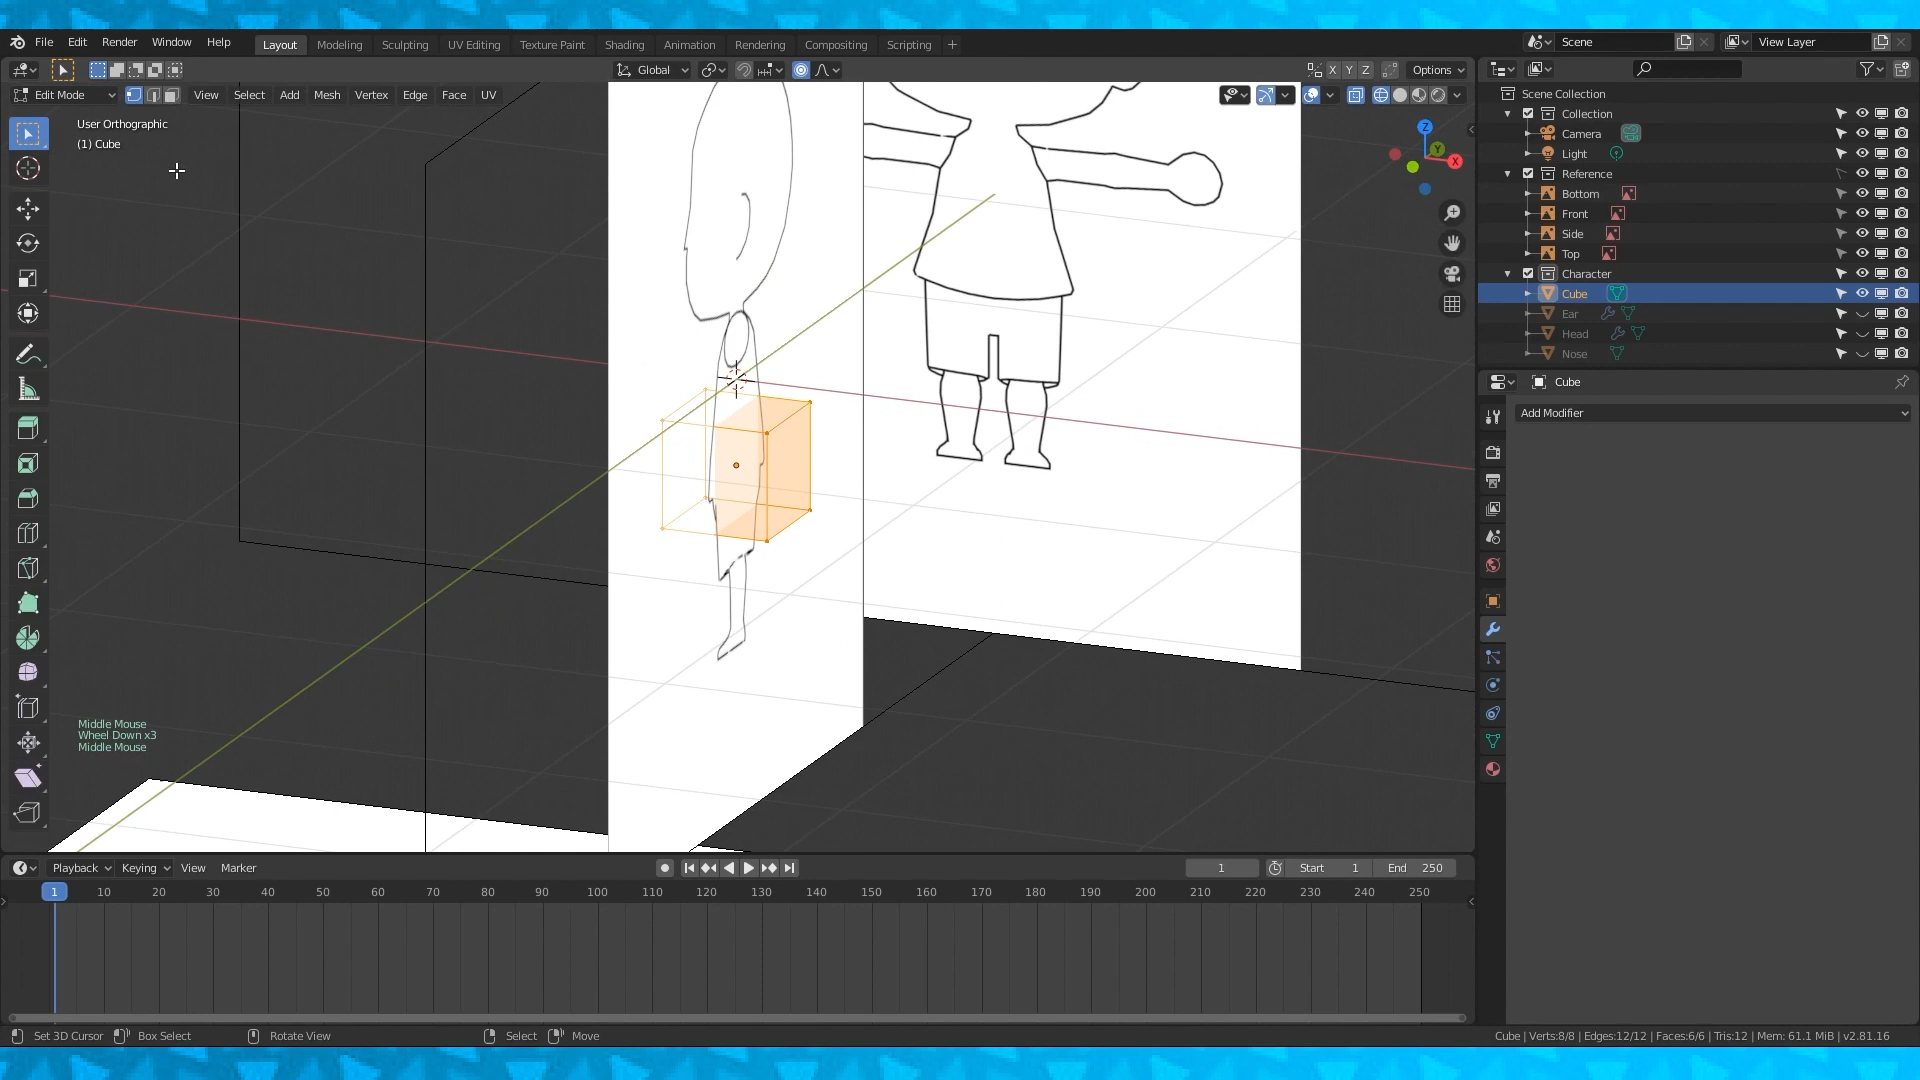 File Edit Render Window Help
Layout Modeling Sculpting UV Editing Texture Paint Shading Animation Rendering Compositing Scripting +
Scene View Layer
Global X Y Z Options
Edit Mode View Select Add Mesh Vertex Edge Face UV
User Orthographic
(1) Cube
Z
Y
X
Scene Collection
Collection
Camera
Light
Reference
Bottom
Front
Side
Top
Character
Cube
Ear
Head
Nose
Cube
Add Modifier
Middle Mouse
Wheel Down x3
Middle Mouse
Playback Keying View Marker 1 Start 1 End 250
1 10 20 30 40 50 60 70 80 90 100 110 120 130 140 150 160 170 180 190 200 210 220 230 240 250
Set 3D Cursor Box Select Rotate View Select Move Cube | Verts:8/8 | Edges:12/12 | Faces:6/6 | Tris:12 | Mem: 61.1 MiB | v2.81.16